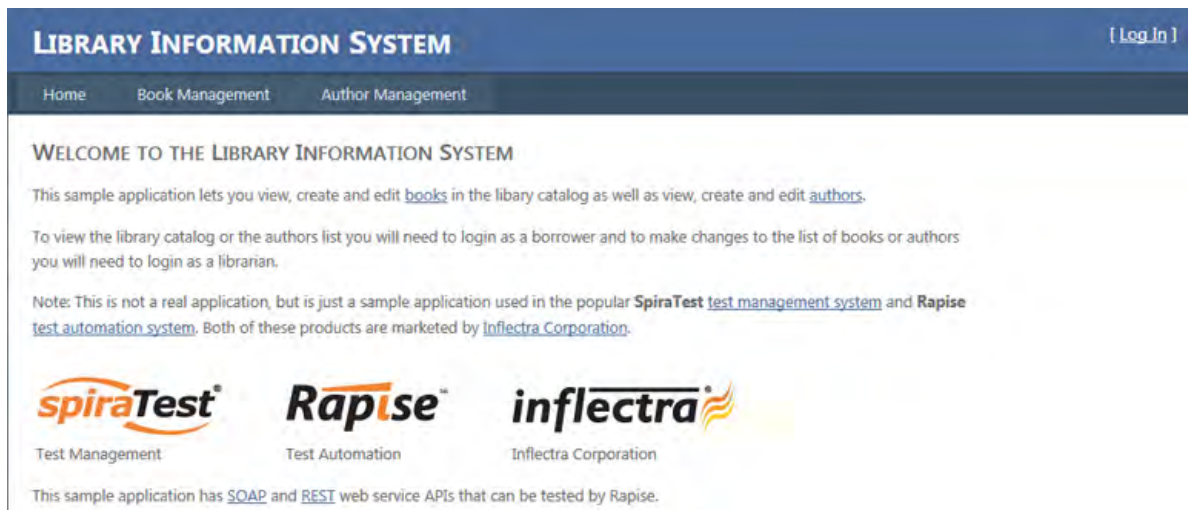 LIBRARY INFORMATION SYSTEM
[ Log In ]
Home Book Management Author Management
WELCOME TO THE LIBRARY INFORMATION SYSTEM
This sample application lets you view, create and edit books in the libary catalog as well as view, create and edit authors.
To view the library catalog or the authors list you will need to login as a borrower and to make changes to the list of books or authors
you will need to login as a librarian.
Note: This is not a real application, but is just a sample application used in the popular SpiraTest test management system and Rapise
test automation system. Both of these products are marketed by Inflectra Corporation.
spiraTest® Rapise™ inflectra®
Test Management Test Automation Inflectra Corporation
This sample application has SOAP and REST web service APIs that can be tested by Rapise.